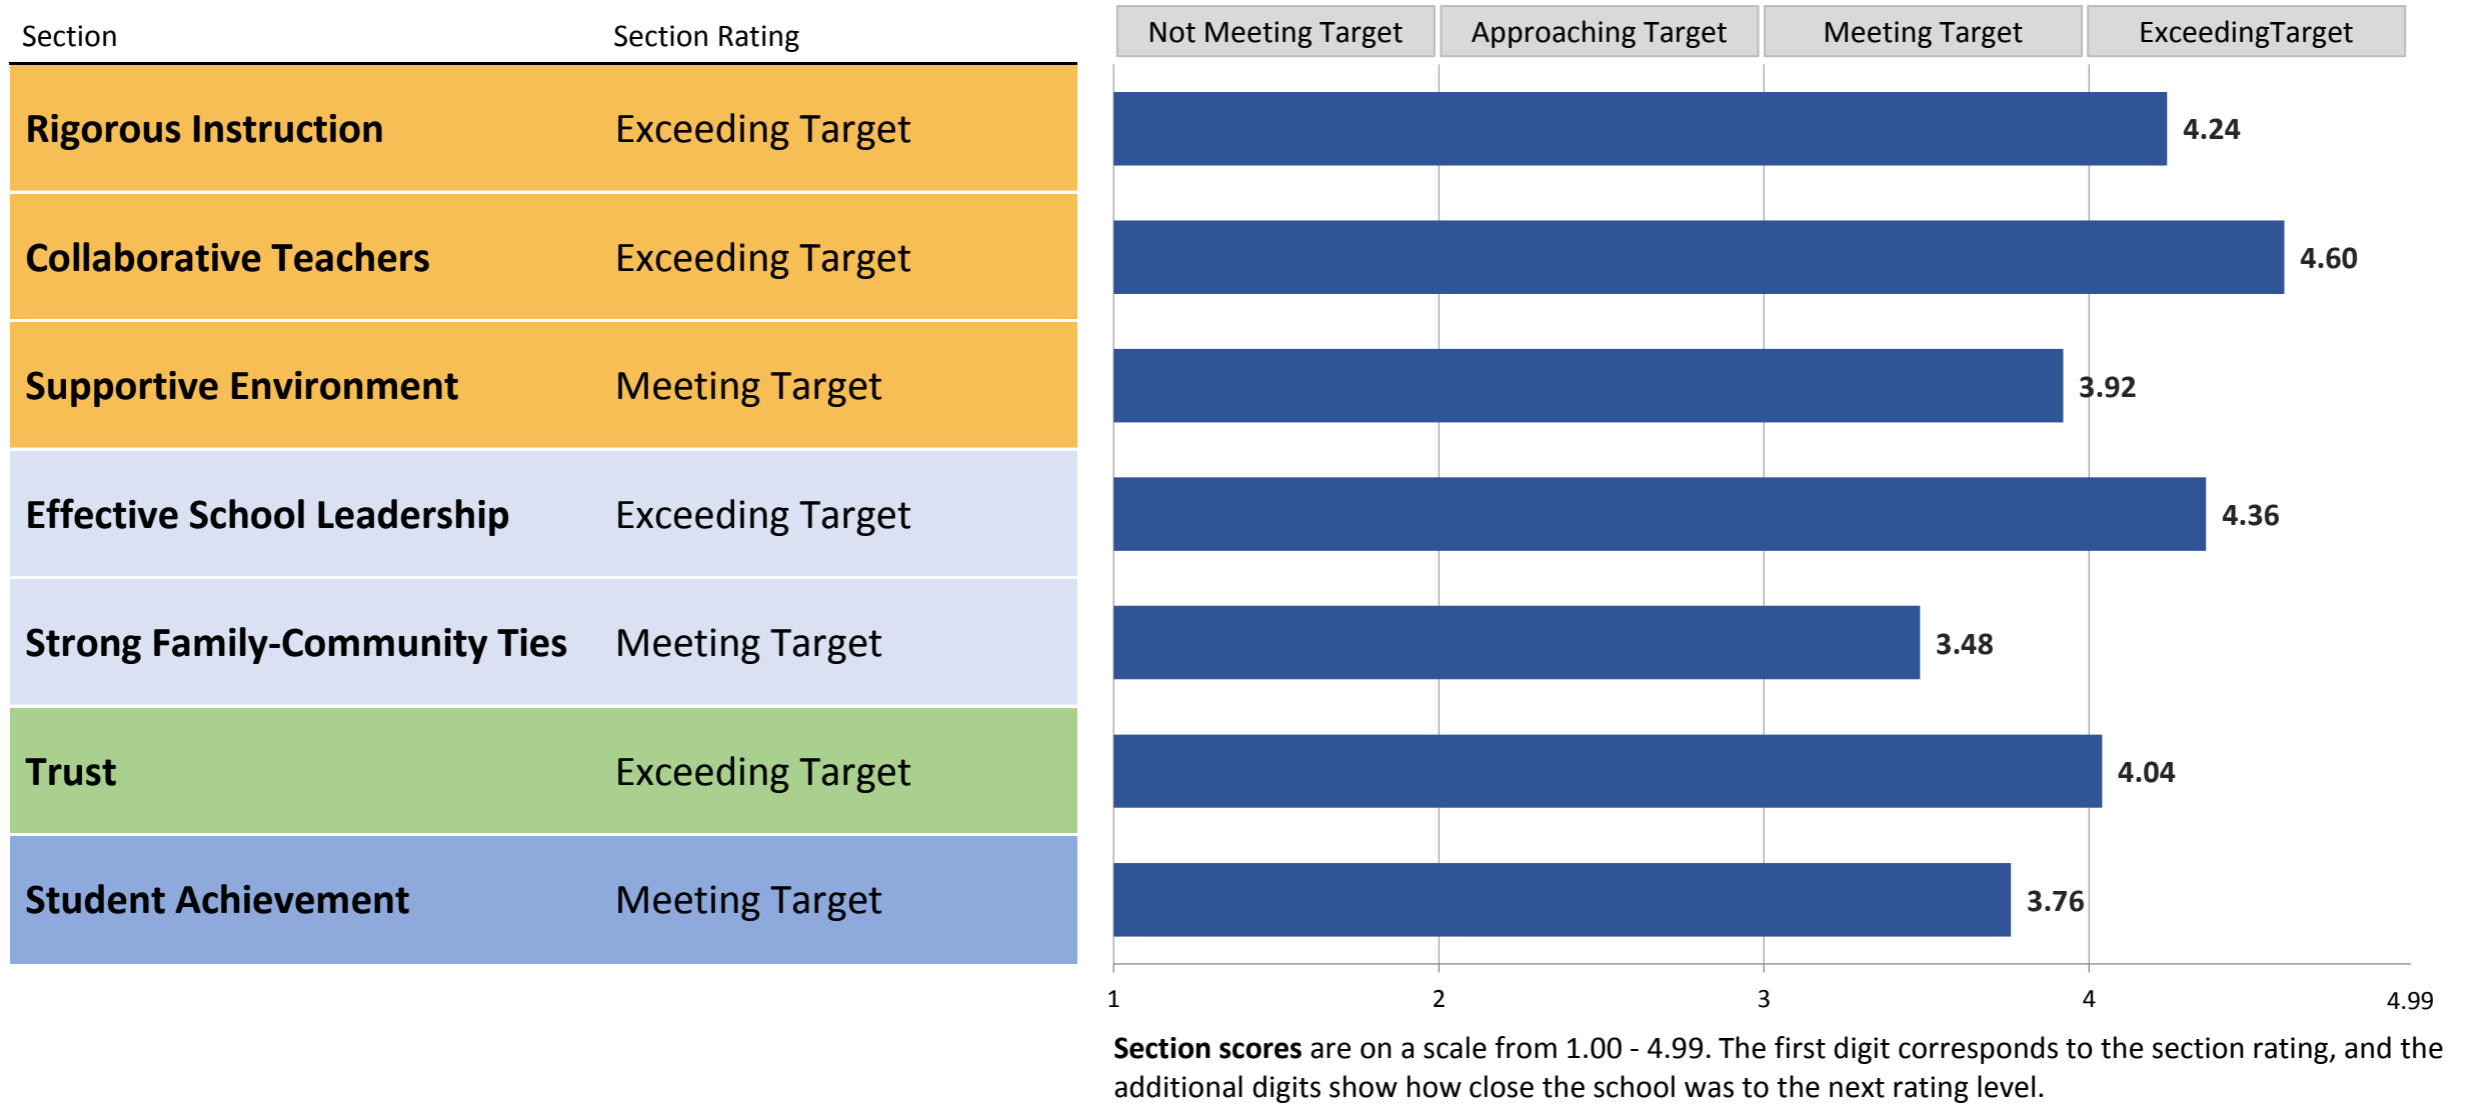 Section Section Rating Not Meeting Target Approaching Target Meeting Target ExceedingTarget
Rigorous Instruction Exceeding Target 4.24
Collaborative Teachers Exceeding Target 4.60
Supportive Environment Meeting Target 3.92
Effective School Leadership Exceeding Target 4.36
Strong Family-Community Ties Meeting Target 3.48
Trust Exceeding Target 4.04
Student Achievement Meeting Target 3.76
1 2 3 4 4.99
Section scores are on a scale from 1.00 - 4.99. The first digit corresponds to the section rating, and the
additional digits show how close the school was to the next rating level.